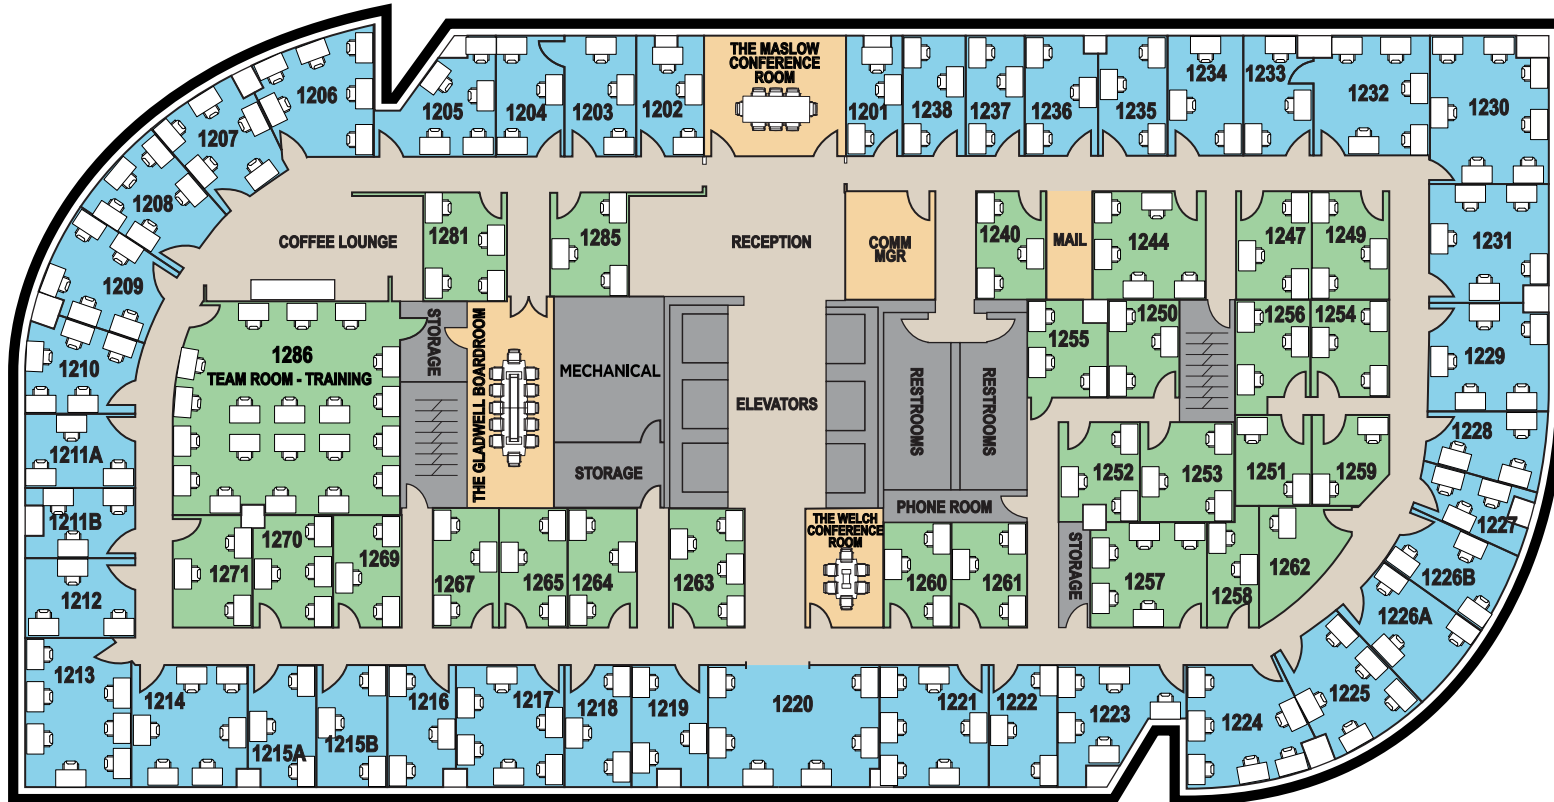 THE MASLOW
CONFERENCE
ROOM
1206
1205
1204
1203
1202
1201
1238
1237
1236
1235
1234
1233
1232
1230
1207
1208
1209
1210
1211A
1211B
1212
1213
COFFEE LOUNGE
1281
1285
RECEPTION
COMM
MGR
1240
MAIL
1244
1247
1249
1231
1286
TEAM ROOM - TRAINING
STORAGE
THE GLADWELL BOARDROOM
MECHANICAL
STORAGE
ELEVATORS
RESTROOMS
RESTROOMS
1255
1250
1256
1254
1229
1228
1227
1252
1253
1251
1259
PHONE ROOM
THE WELCH
CONFERENCE
ROOM
1271
1270
1269
1267
1265
1264
1263
1260
1261
STORAGE
1257
1258
1262
1226B
1226A
1214
1215A
1215B
1216
1217
1218
1219
1220
1221
1222
1223
1224
1225